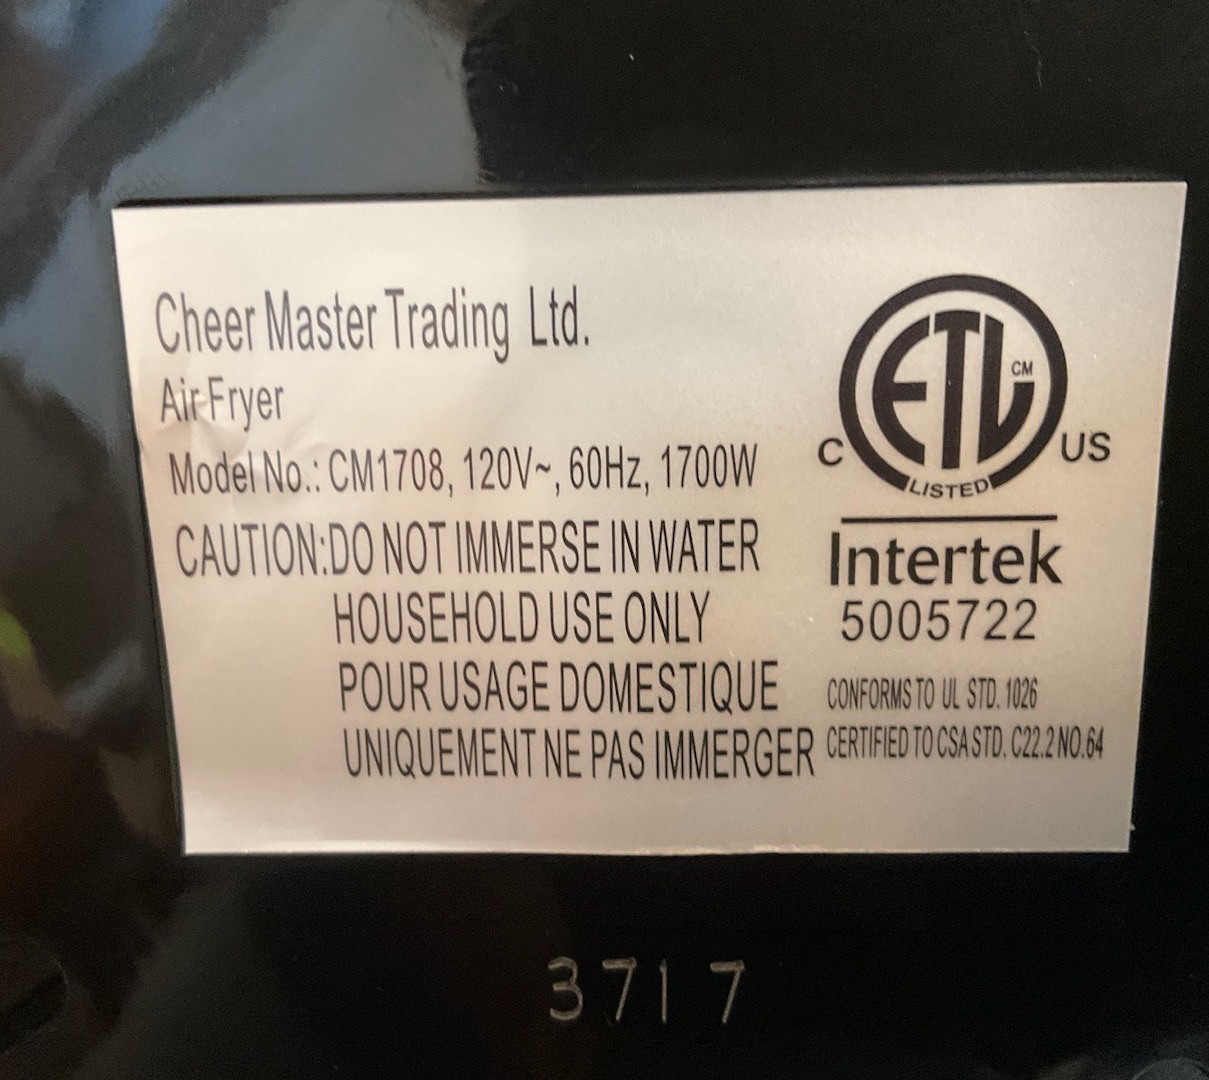 Cheer Master Trading Ltd.
Air Fryer
Model No.: CM1708, 120V~, 60Hz, 1700W
CAUTION:DO NOT IMMERSE IN WATER
HOUSEHOLD USE ONLY
POUR USAGE DOMESTIQUE
UNIQUEMENT NE PAS IMMERGER
ETL CM
C US
LISTED
Intertek
5005722
CONFORMS TO UL STD. 1026
CERTIFIED TO CSA STD. C22.2 NO.64
3717